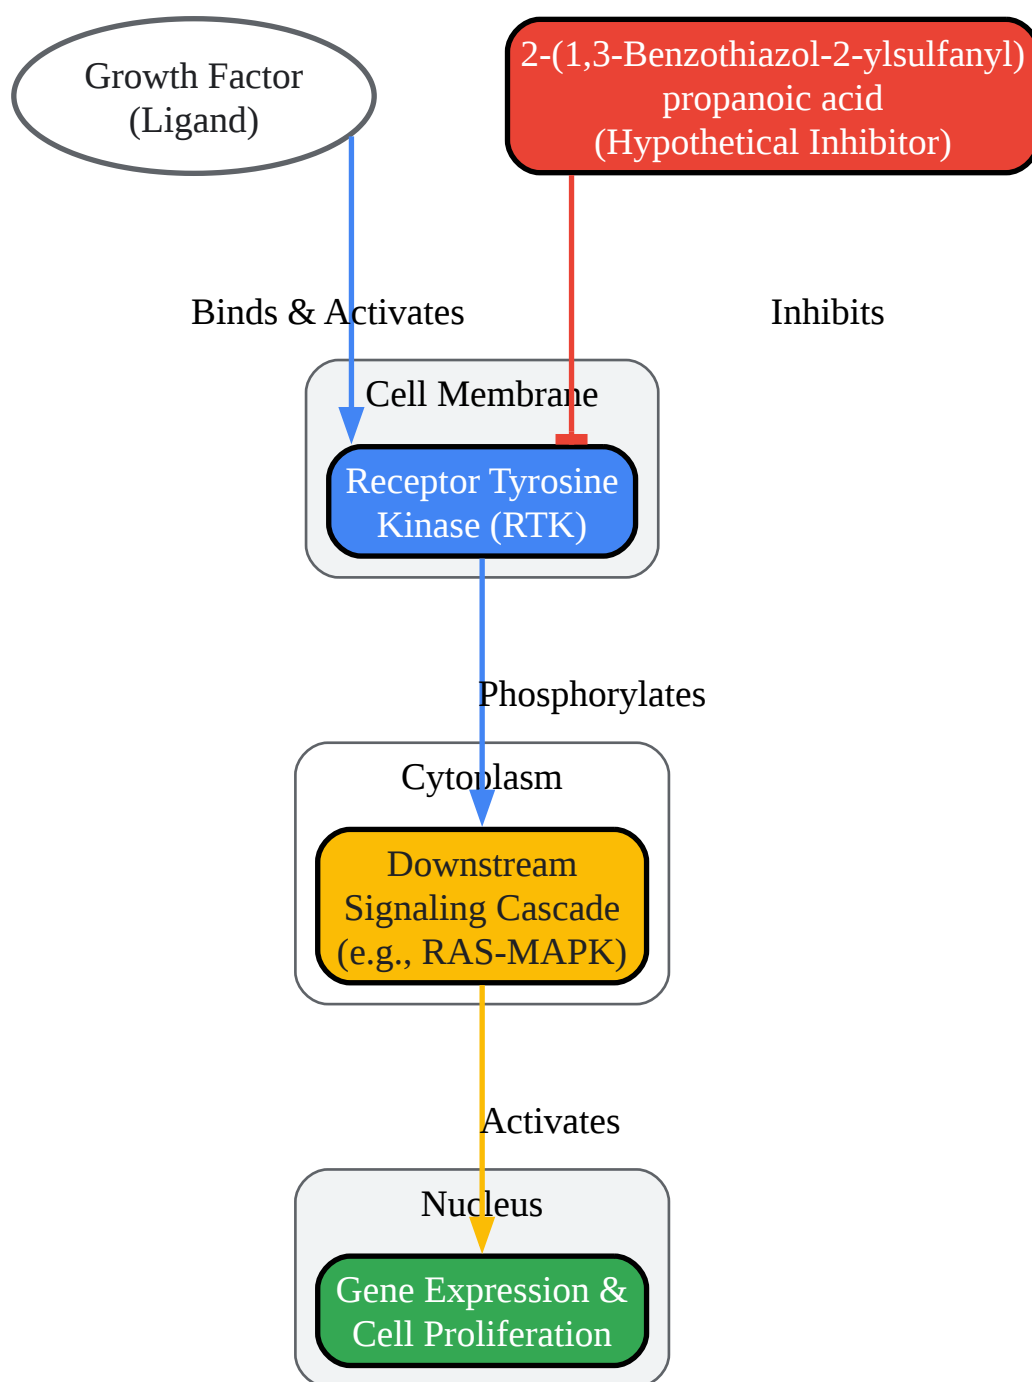 Growth Factor
(Ligand)
2-(1,3-Benzothiazol-2-ylsulfanyl)
propanoic acid
(Hypothetical Inhibitor)
Binds & Activates
Inhibits
Cell Membrane
Receptor Tyrosine
Kinase (RTK)
Phosphorylates
Cytoplasm
Downstream
Signaling Cascade
(e.g., RAS-MAPK)
Activates
Nucleus
Gene Expression &
Cell Proliferation